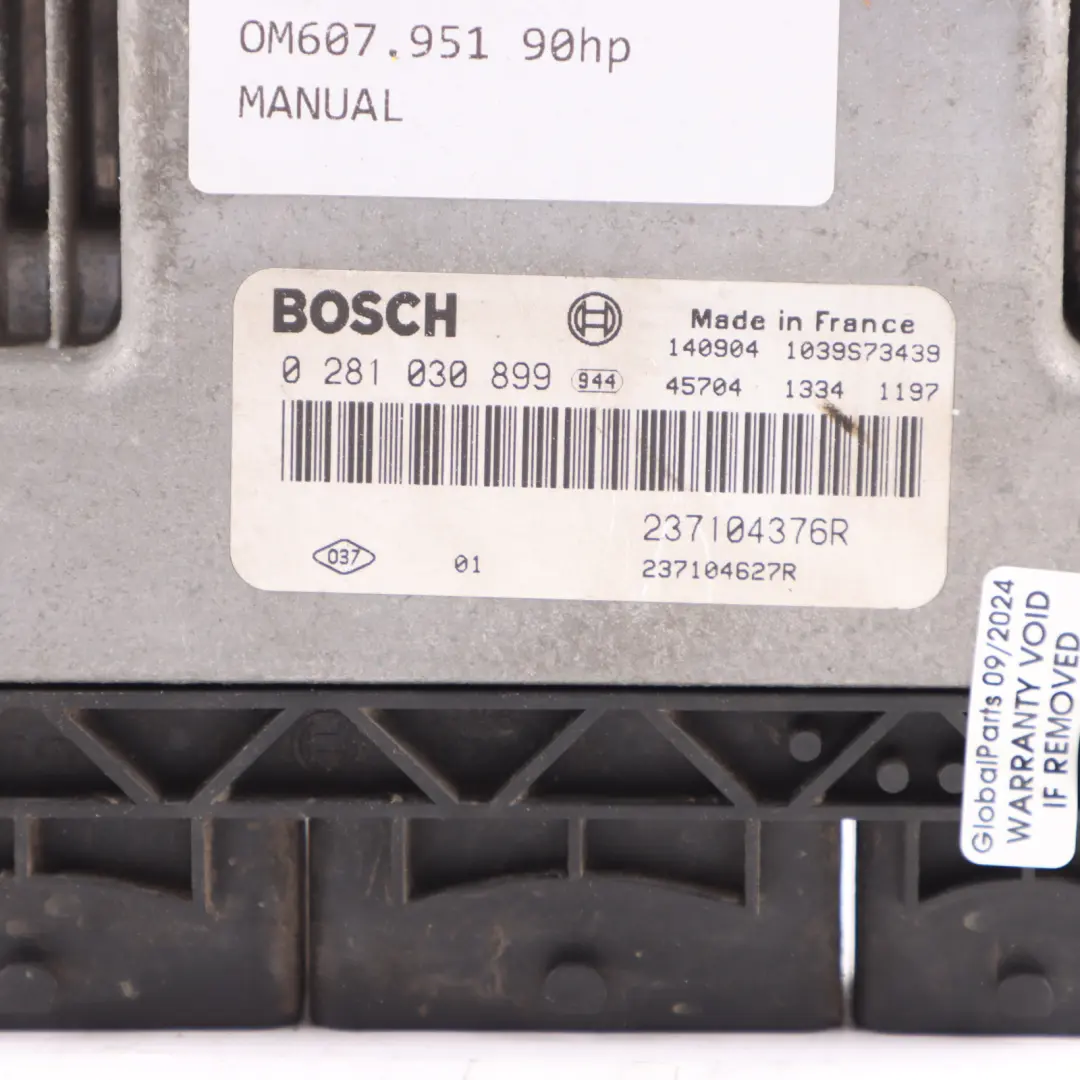 OM607.951 90hp
MANUAL
BOSCH
Made in France
140904 1039S73439
0 281 030 899 944 45704 1334 1197
237104376R
037 01 237104627R
GlobalParts 09/2024
WARRANTY VOID
IF REMOVED